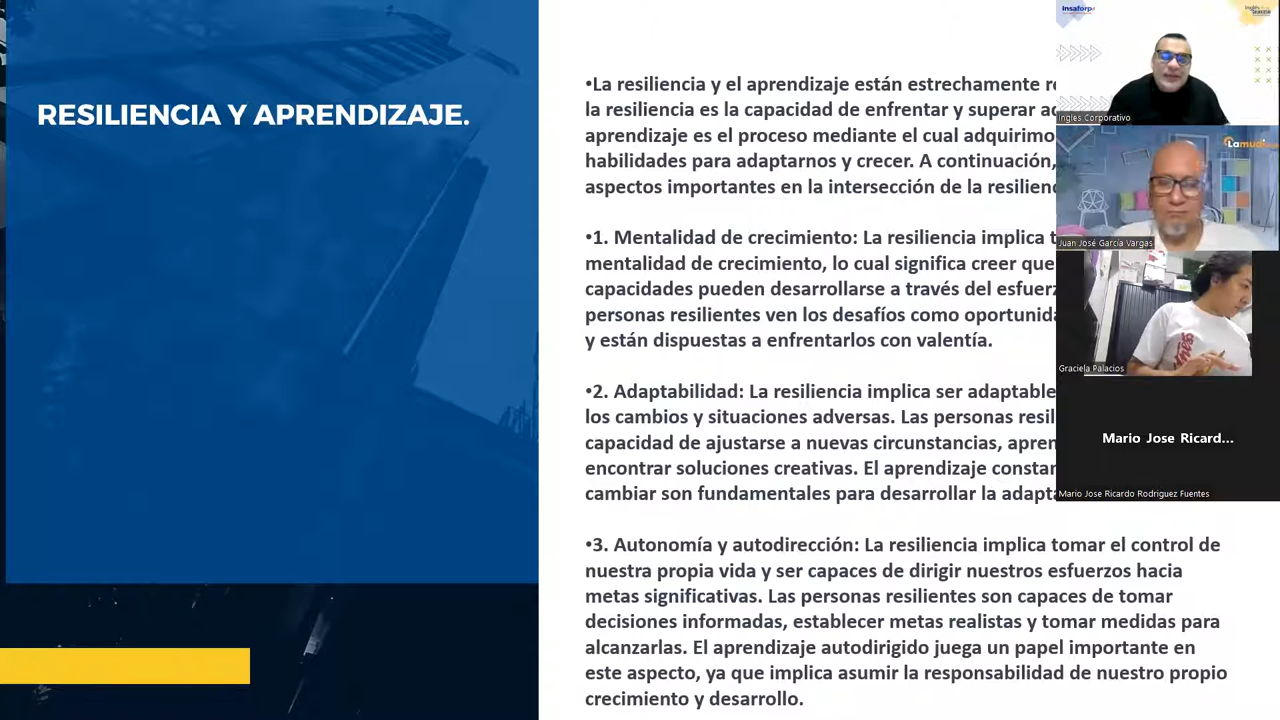 RESILIENCIA Y APRENDIZAJE.
•La resiliencia y el aprendizaje están estrechamente
la resiliencia es la capacidad de enfrentar y superar
aprendizaje es el proceso mediante el cual
habilidades para adaptarnos y crecer. A continuación,
aspectos importantes en la intersección de la
•1. Mentalidad de crecimiento: La resiliencia implica
mentalidad de crecimiento, lo cual significa creer que
capacidades pueden desarrollarse a través del
personas resilientes ven los desafíos como
y están dispuestas a enfrentarlos con valentía.
•2. Adaptabilidad: La resiliencia implica ser adaptable
los cambios y situaciones adversas. Las personas
capacidad de ajustarse a nuevas circunstancias,
encontrar soluciones creativas. El aprendizaje
cambiar son fundamentales para desarrollar la
•3. Autonomía y autodirección: La resiliencia implica tomar el control de
nuestra propia vida y ser capaces de dirigir nuestros esfuerzos hacia
metas significativas. Las personas resilientes son capaces de tomar
decisiones informadas, establecer metas realistas y tomar medidas para
alcanzarlas. El aprendizaje autodirigido juega un papel importante en
este aspecto, ya que implica asumir la responsabilidad de nuestro propio
crecimiento y desarrollo.
insaforp
Ingles Corporativo
Lamudi
Juan José García Vargas
Graciela Palacios
Mario Jose Ricard...
Mario Jose Ricardo Rodriguez Fuentes